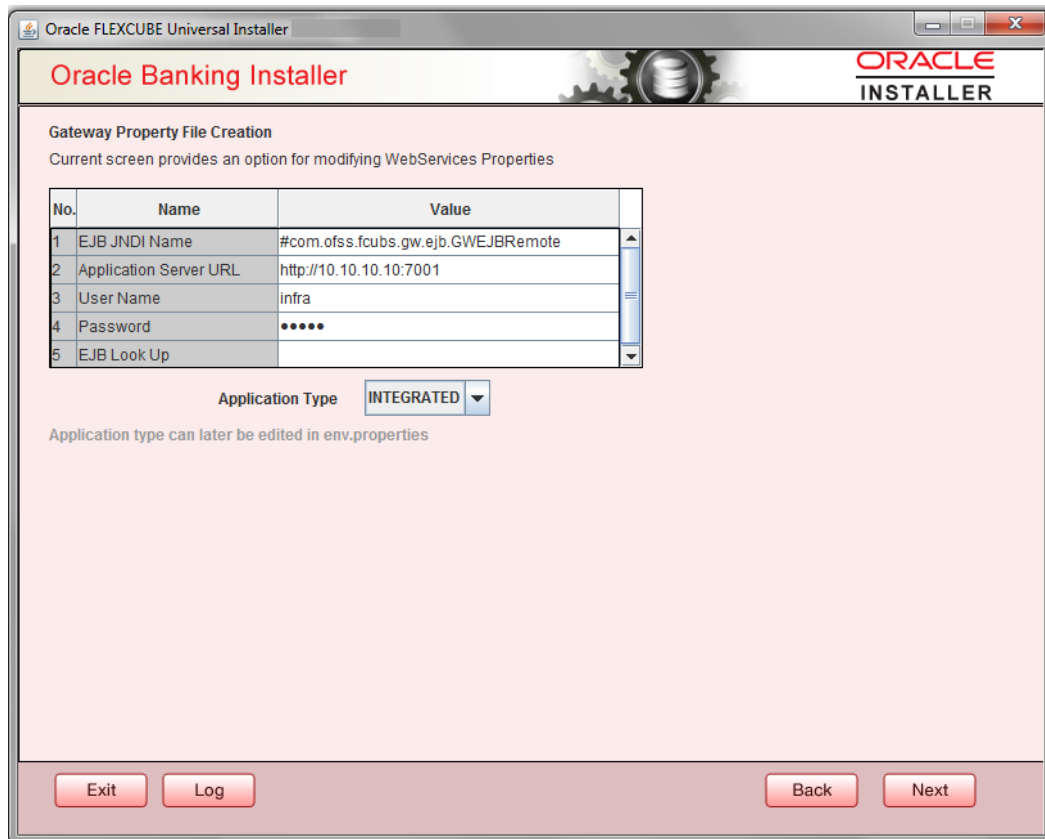 Oracle FLEXCUBE Universal Installer
Oracle Banking Installer
ORACLE
INSTALLER
Gateway Property File Creation
Current screen provides an option for modifying WebServices Properties
No. Name Value
1 EJB JNDI Name #com.ofss.fcubs.gw.ejb.GWEJBRemote
2 Application Server URL http://10.10.10.10:7001
3 User Name infra
4 Password •••••
5 EJB Look Up
Application Type INTEGRATED
Application type can later be edited in env.properties
Exit Log Back Next